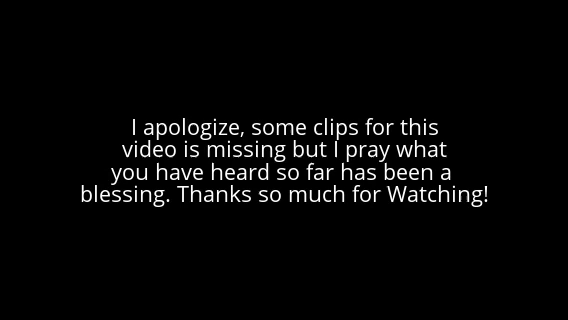 I apologize, some clips for this
video is missing but I pray what
you have heard so far has been a
blessing. Thanks so much for Watching!